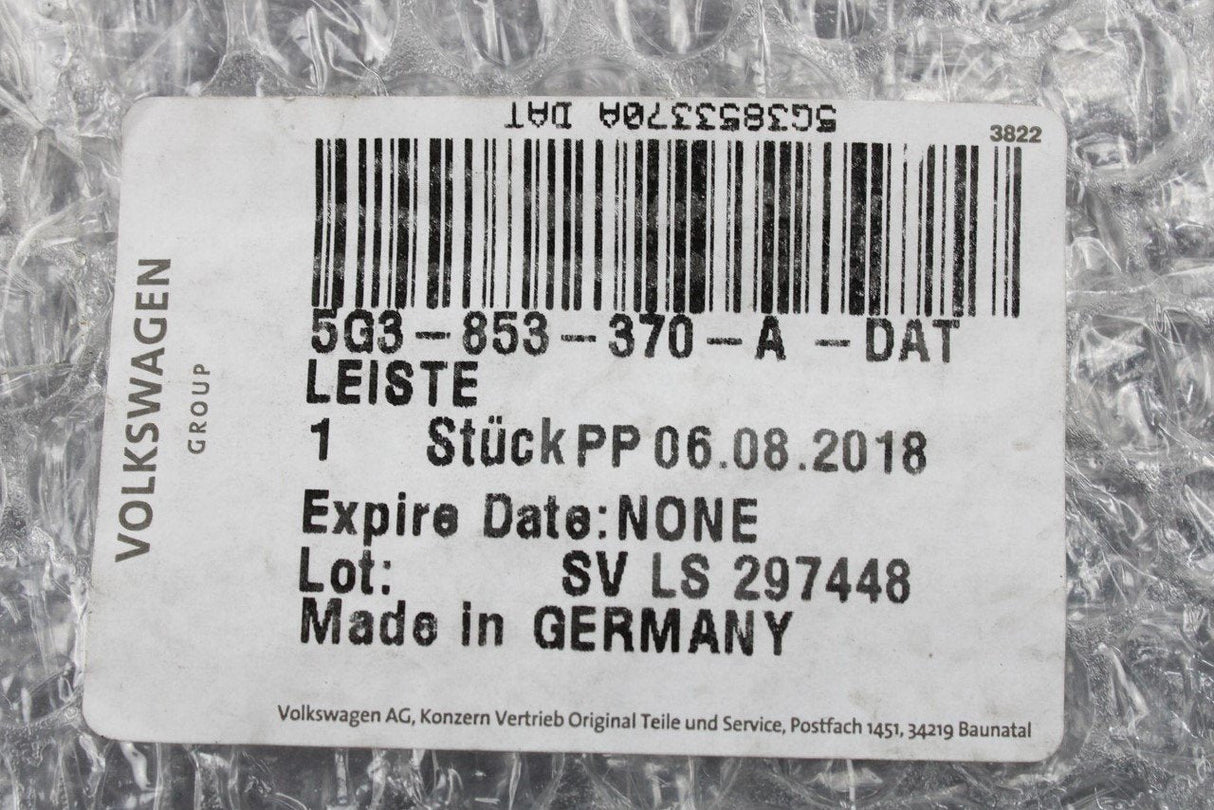 5G3853370A DAT
3822
5G3-853-370-A -DAT
LEISTE
1 Stück PP 06.08.2018
Expire Date:NONE
Lot: SV LS 297448
Made in GERMANY
VOLKSWAGEN
GROUP
Volkswagen AG, Konzern Vertrieb Original Teile und Service, Postfach 1451, 34219 Baunatal